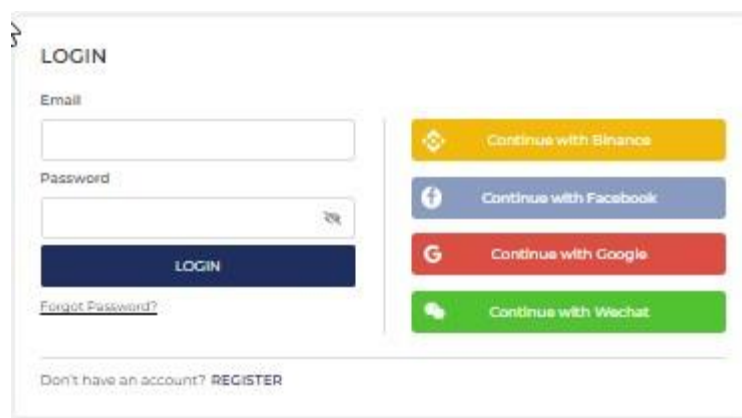 LOGIN
Email
Password
LOGIN
Forgot Password?
Continue with Binance
Continue with Facebook
Continue with Google
Continue with Wechat
Don't have an account? REGISTER